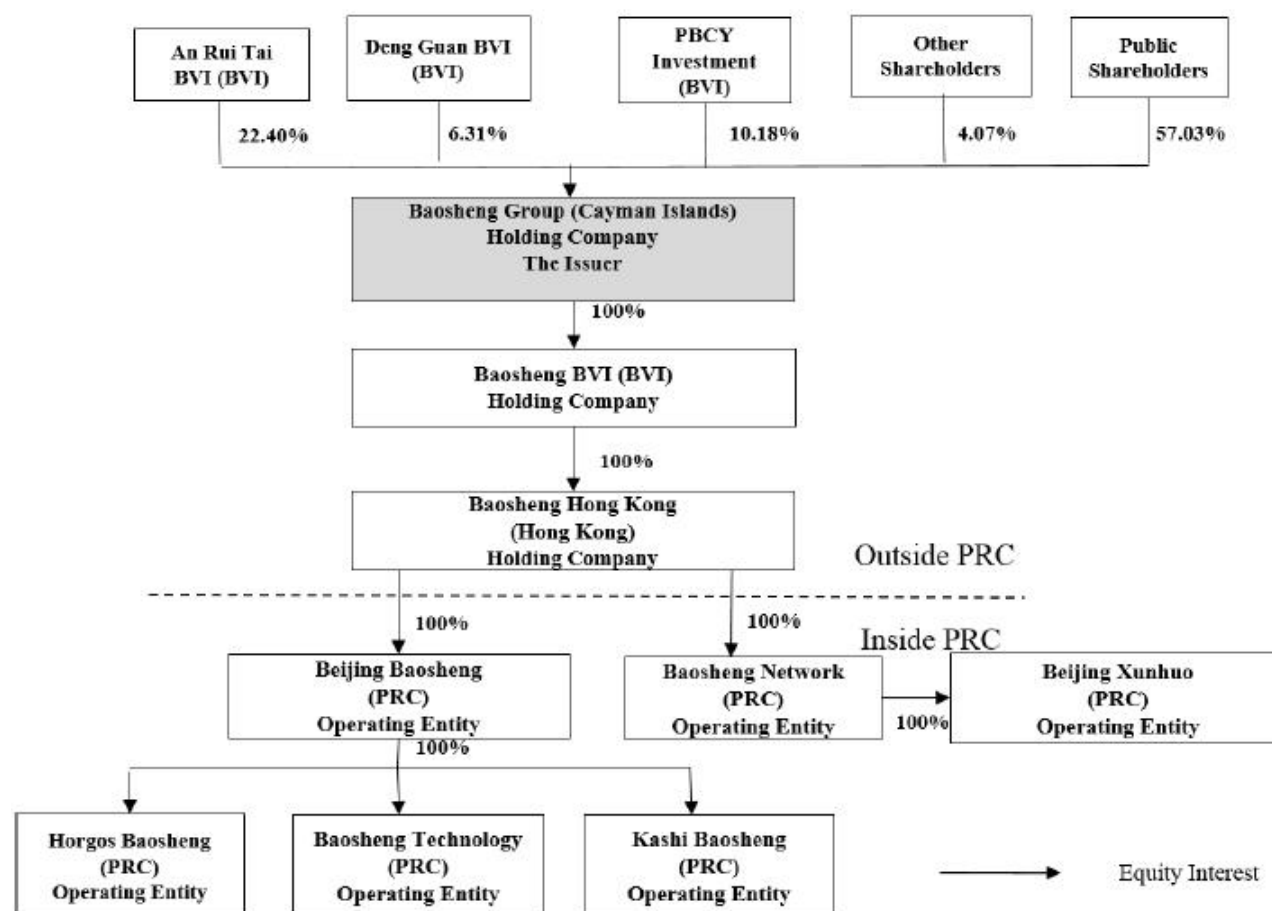 An Rui Tai
BVI (BVI)
Deng Guan BVI
(BVI)
PBCY
Investment
(BVI)
Other
Shareholders
Public
Shareholders
22.40%
6.31%
10.18%
4.07%
57.03%
Baosheng Group (Cayman Islands)
Holding Company
The Issuer
100%
Baosheng BVI (BVI)
Holding Company
100%
Baosheng Hong Kong
(Hong Kong)
Holding Company
Outside PRC
100%
100%
Inside PRC
Beijing Baosheng
(PRC)
Operating Entity
Baosheng Network
(PRC)
Operating Entity
100%
Beijing Xunhuo
(PRC)
Operating Entity
100%
Horgos Baosheng
(PRC)
Operating Entity
Baosheng Technology
(PRC)
Operating Entity
Kashi Baosheng
(PRC)
Operating Entity
Equity Interest